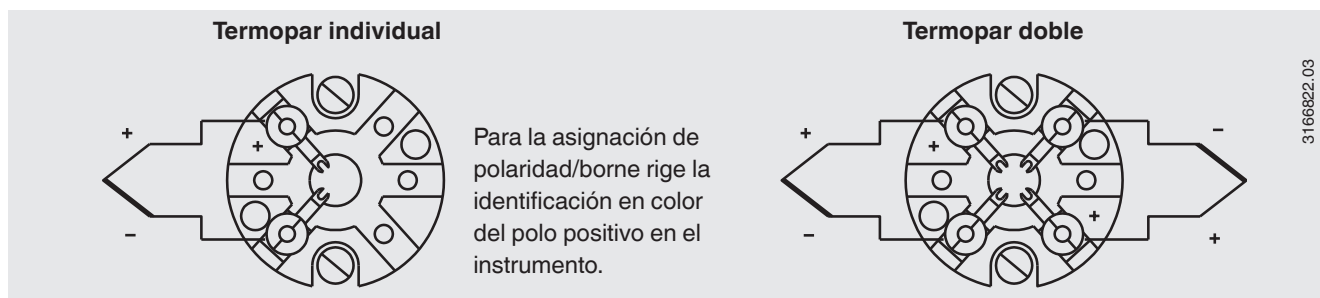 Termopar individual
Termopar doble
+
+
−
Para la asignación de
polaridad/borne rige la
identificación en color
del polo positivo en el
instrumento.
+
+
−
−
+
+
31666822.03